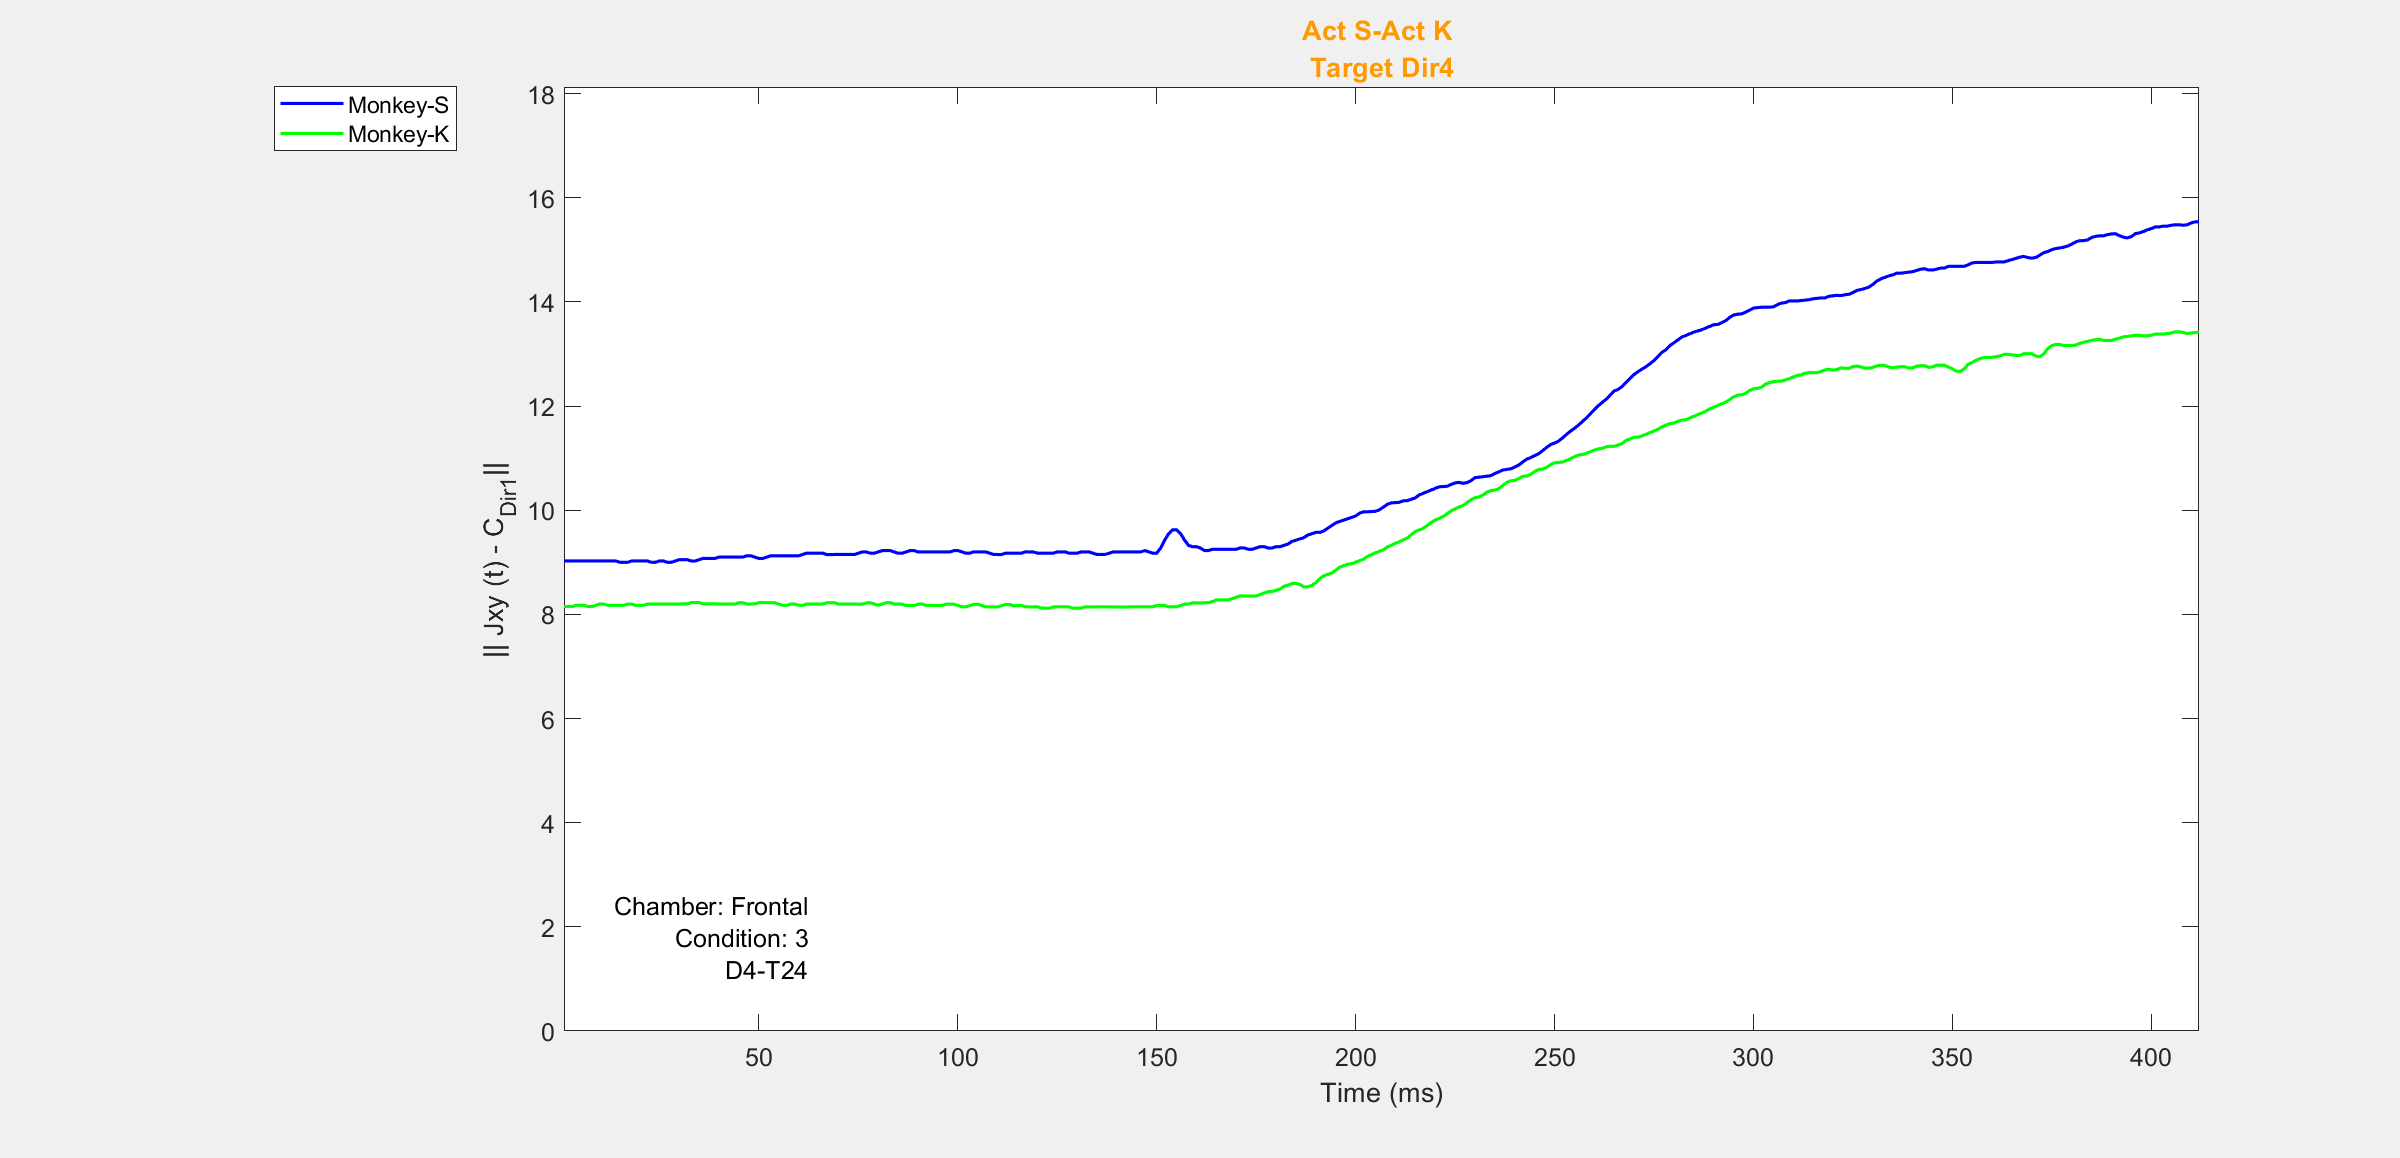 Act S-Act K
Target Dir4
Monkey-S
Monkey-K
18
16
14
12
10
8
6
4
2
0
|| Jxy (t) - C_Dir1 ||
Chamber: Frontal
Condition: 3
D4-T24
50 100 150 200 250 300 350 400
Time (ms)